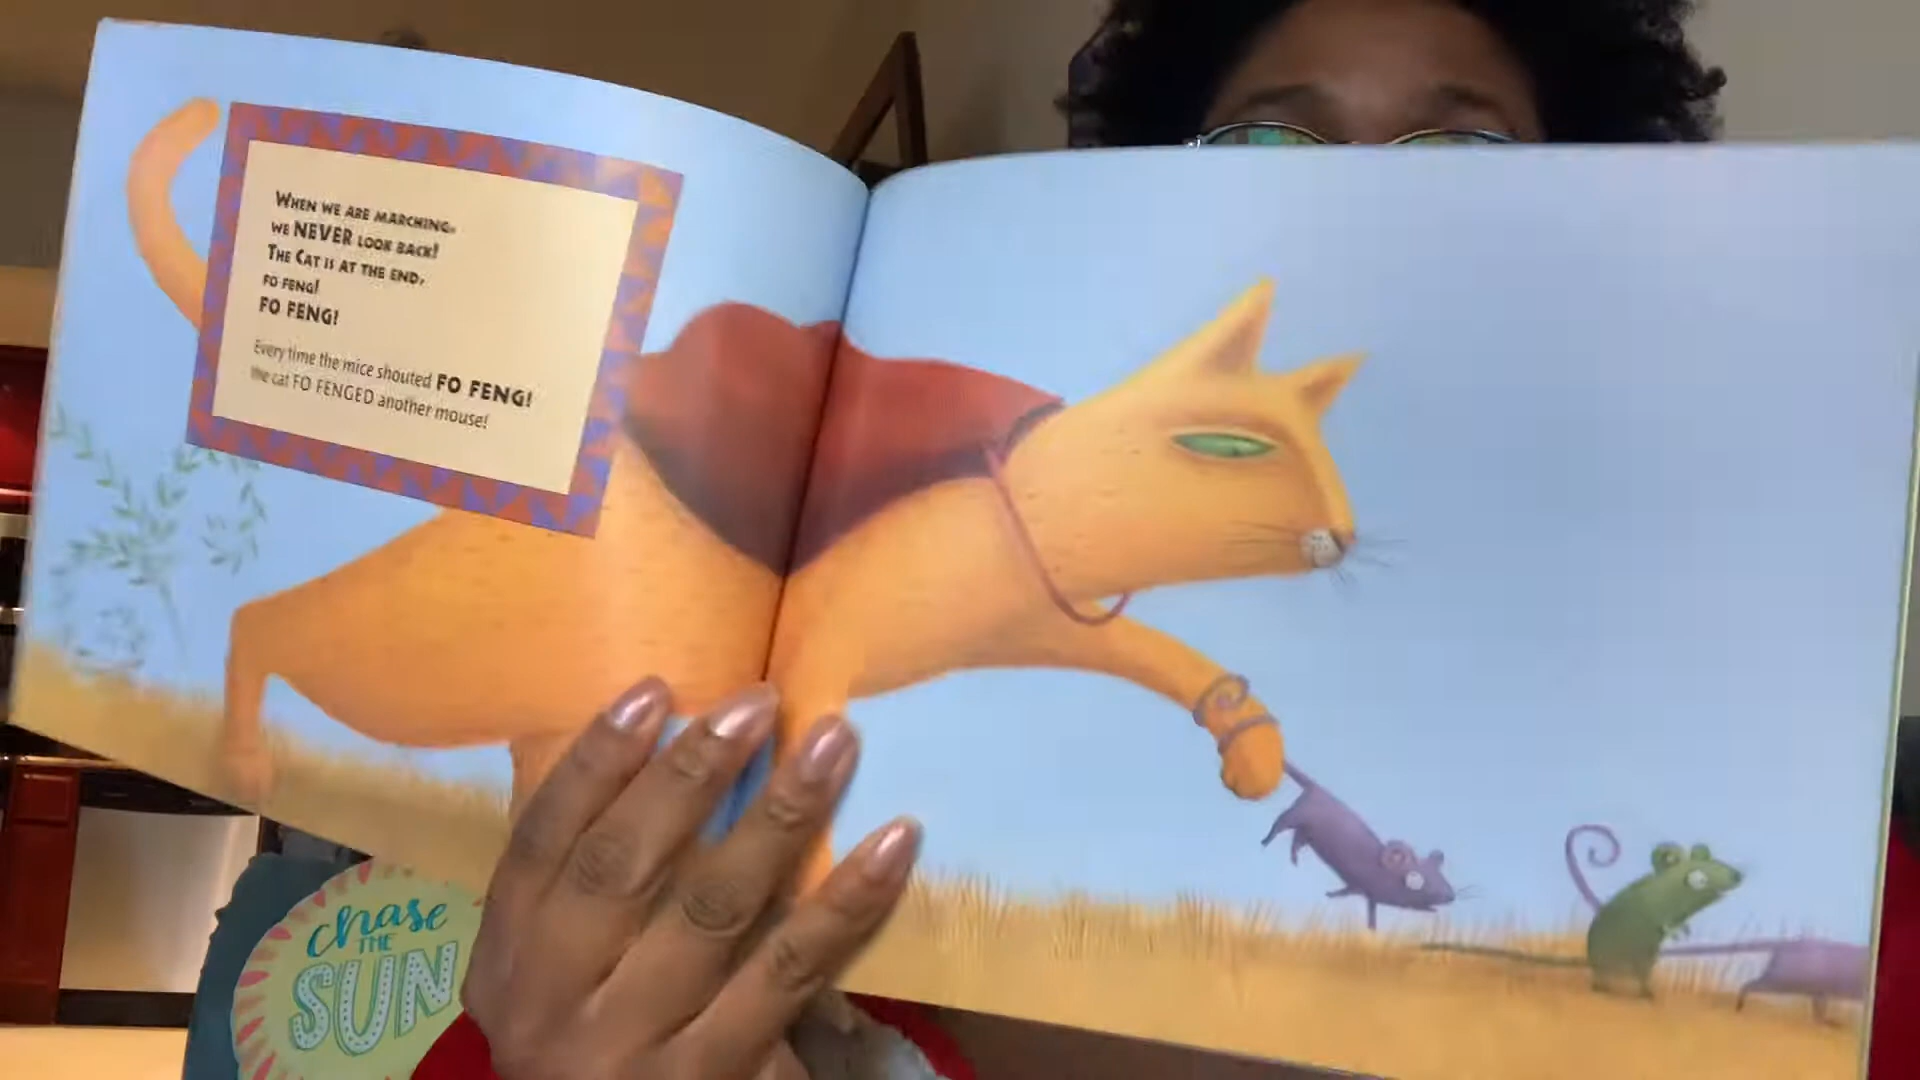 WHEN WE ARE MARCHING,
WE NEVER LOOK BACK!
THE CAT IS AT THE END,
FO FENG!
FO FENG!
Every time the mice shouted FO FENG!
the cat FO FENGED another mouse!
chase
THE
SUN